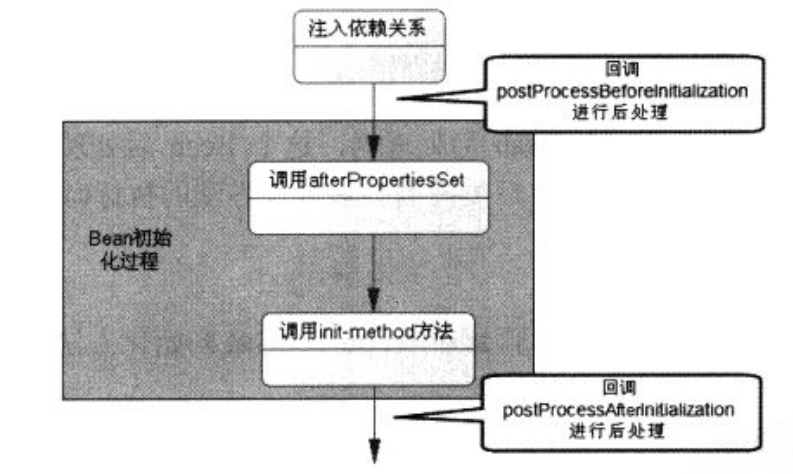 注入依赖关系
回调
postProcessBeforeInitialization
进行后处理
调用afterPropertiesSet
Bean初始
化过程
调用init-method方法
回调
postProcessAfterInitialization
进行后处理